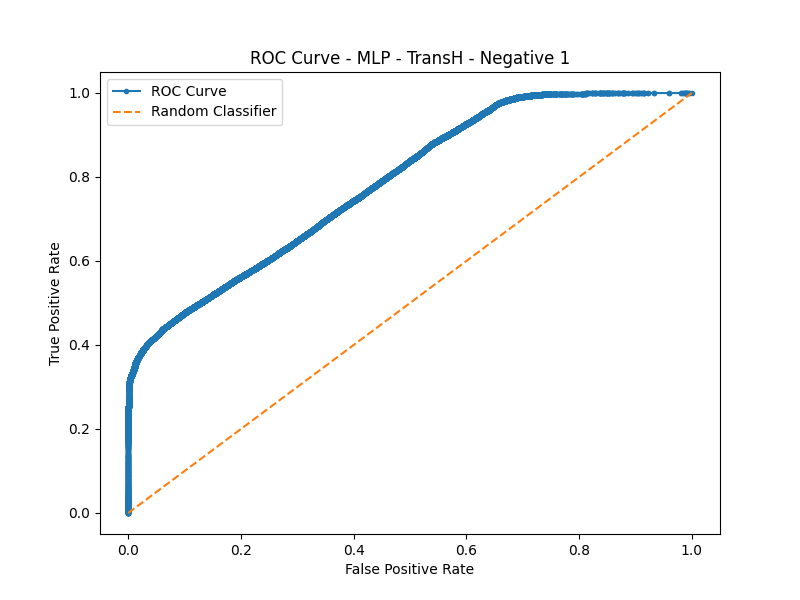 ROC Curve - MLP - TransH - Negative 1
ROC Curve
Random Classifier
1.0
0.8
0.6
0.4
0.2
0.0
True Positive Rate
0.0 0.2 0.4 0.6 0.8 1.0
False Positive Rate